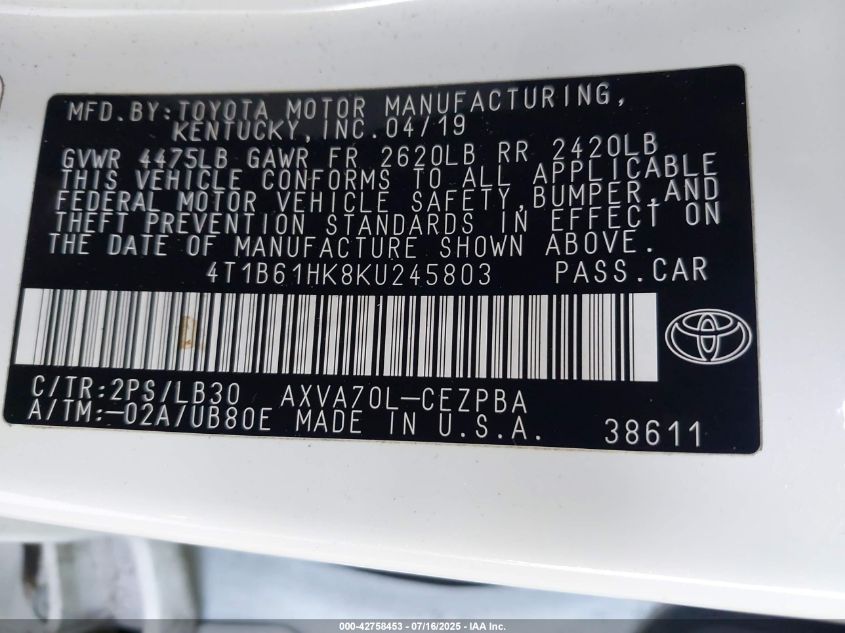 MFD. BY:TOYOTA MOTOR MANUFACTURING,
KENTUCKY, INC. 04/19
GVWR 4475LB GAWR FR 2620LB RR 2420LB
THIS VEHICLE CONFORMS TO ALL APPLICABLE
FEDERAL MOTOR VEHICLE SAFETY, BUMPER, AND
THEFT PREVENTION STANDARDS IN EFFECT ON
THE DATE OF MANUFACTURE SHOWN ABOVE.
4T1B61HK8KU245803 PASS. CAR
C/TR:2PS/LB30 AXVA70L-CEZPBA
A/TM:-02A/UB80E MADE IN U.S.A. 38611
000-42758453 - 07/16/2025 - IAA Inc.